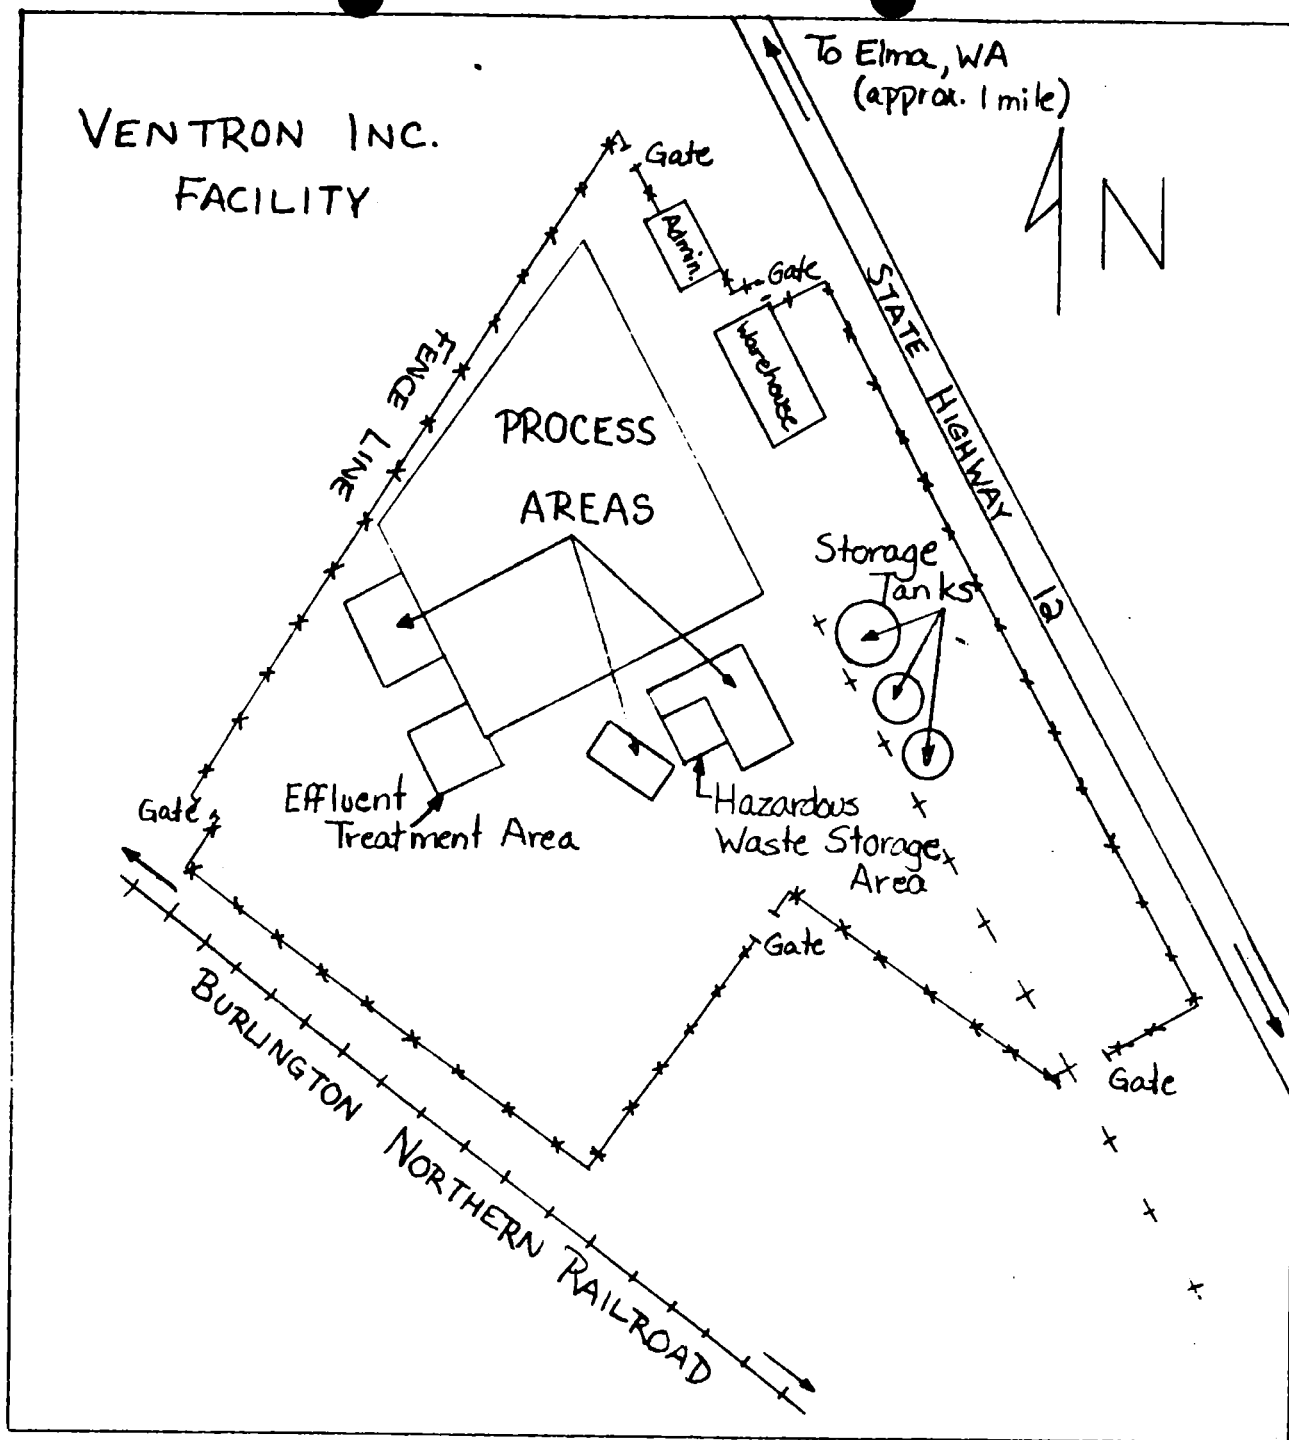 To Elma, WA
(approx. 1 mile)
VENTRON INC.
FACILITY
N
Gate
Admin.
Gate
Warehouse
STATE HIGHWAY 12
FENCE LINE
PROCESS
AREAS
Storage
Tanks
Gate
Effluent
Treatment Area
Hazardous
Waste Storage
Area
Gate
Gate
BURLINGTON NORTHERN RAILROAD